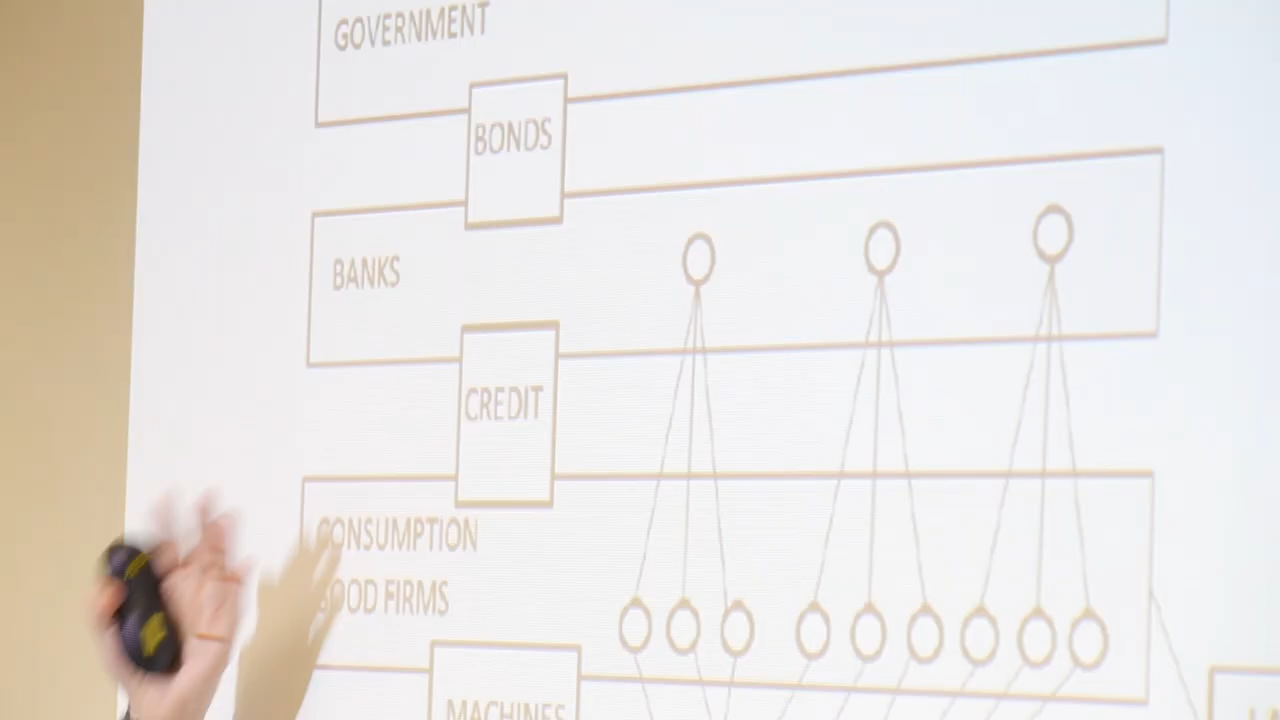 GOVERNMENT
BONDS
BANKS
CREDIT
CONSUMPTION
GOOD FIRMS
MACHINES